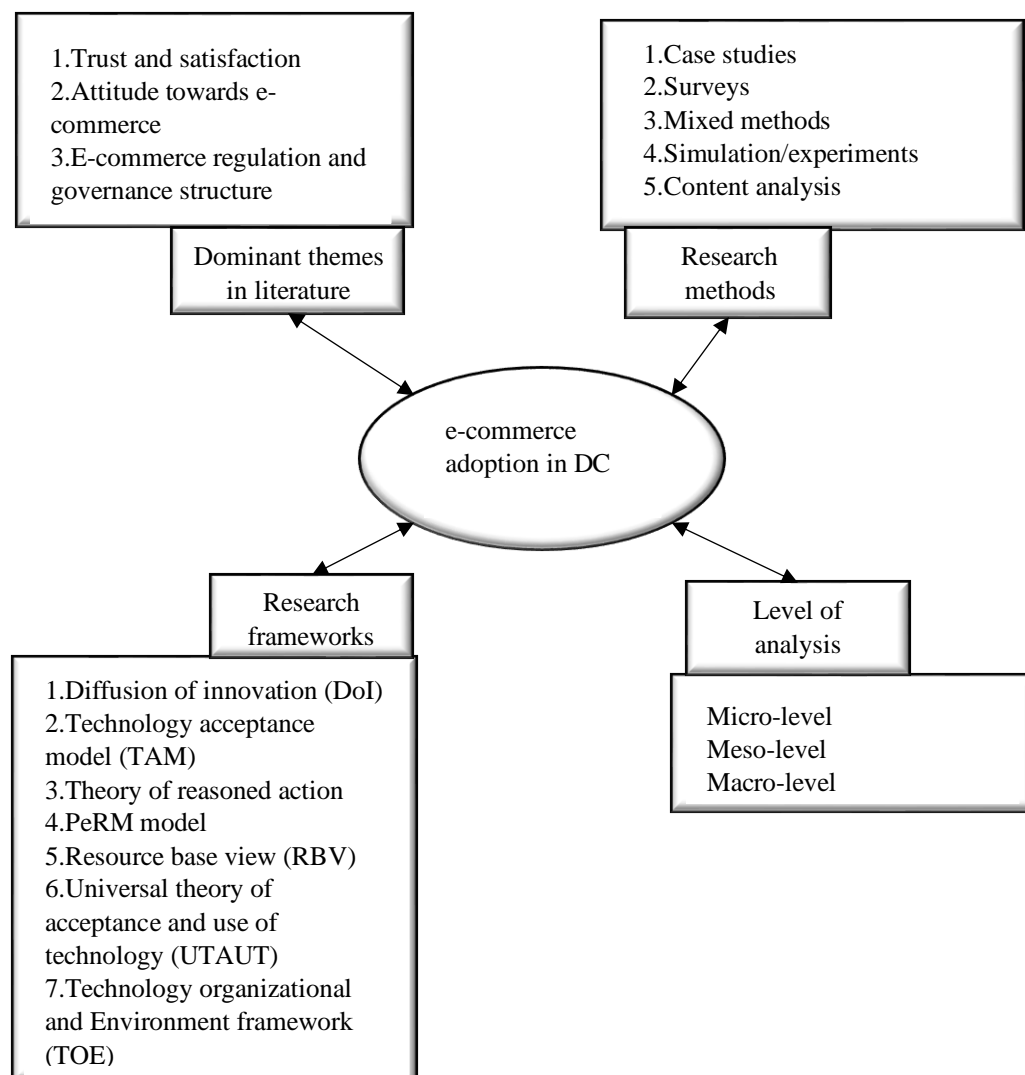 1.Trust and satisfaction
2.Attitude towards e-
commerce
3.E-commerce regulation and
governance structure
Dominant themes
in literature
1.Case studies
2.Surveys
3.Mixed methods
4.Simulation/experiments
5.Content analysis
Research
methods
e-commerce
adoption in DC
Research
frameworks
1.Diffusion of innovation (DoI)
2.Technology acceptance
model (TAM)
3.Theory of reasoned action
4.PeRM model
5.Resource base view (RBV)
6.Universal theory of
acceptance and use of
technology (UTAUT)
7.Technology organizational
and Environment framework
(TOE)
Level of
analysis
Micro-level
Meso-level
Macro-level